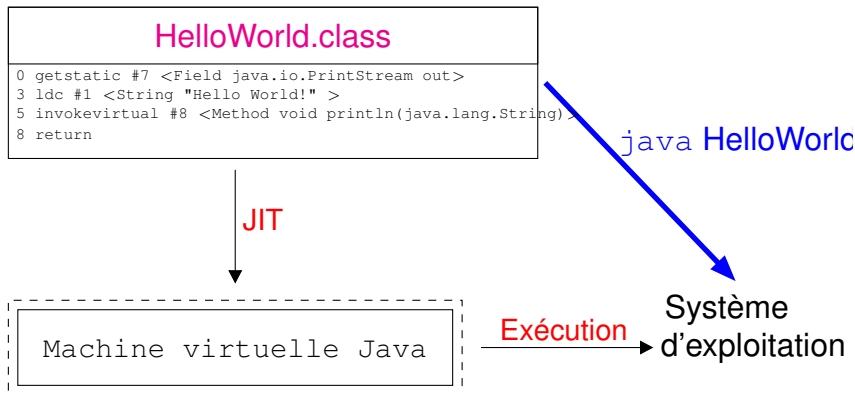 HelloWorld.class
0 getstatic #7 <Field java.io.PrintStream out>
3 ldc #1 <String "Hello World!" >
5 invokevirtual #8 <Method void println(java.lang.String)>
8 return
java HelloWorld
JIT
Machine virtuelle Java
Exécution
Système
d'exploitation